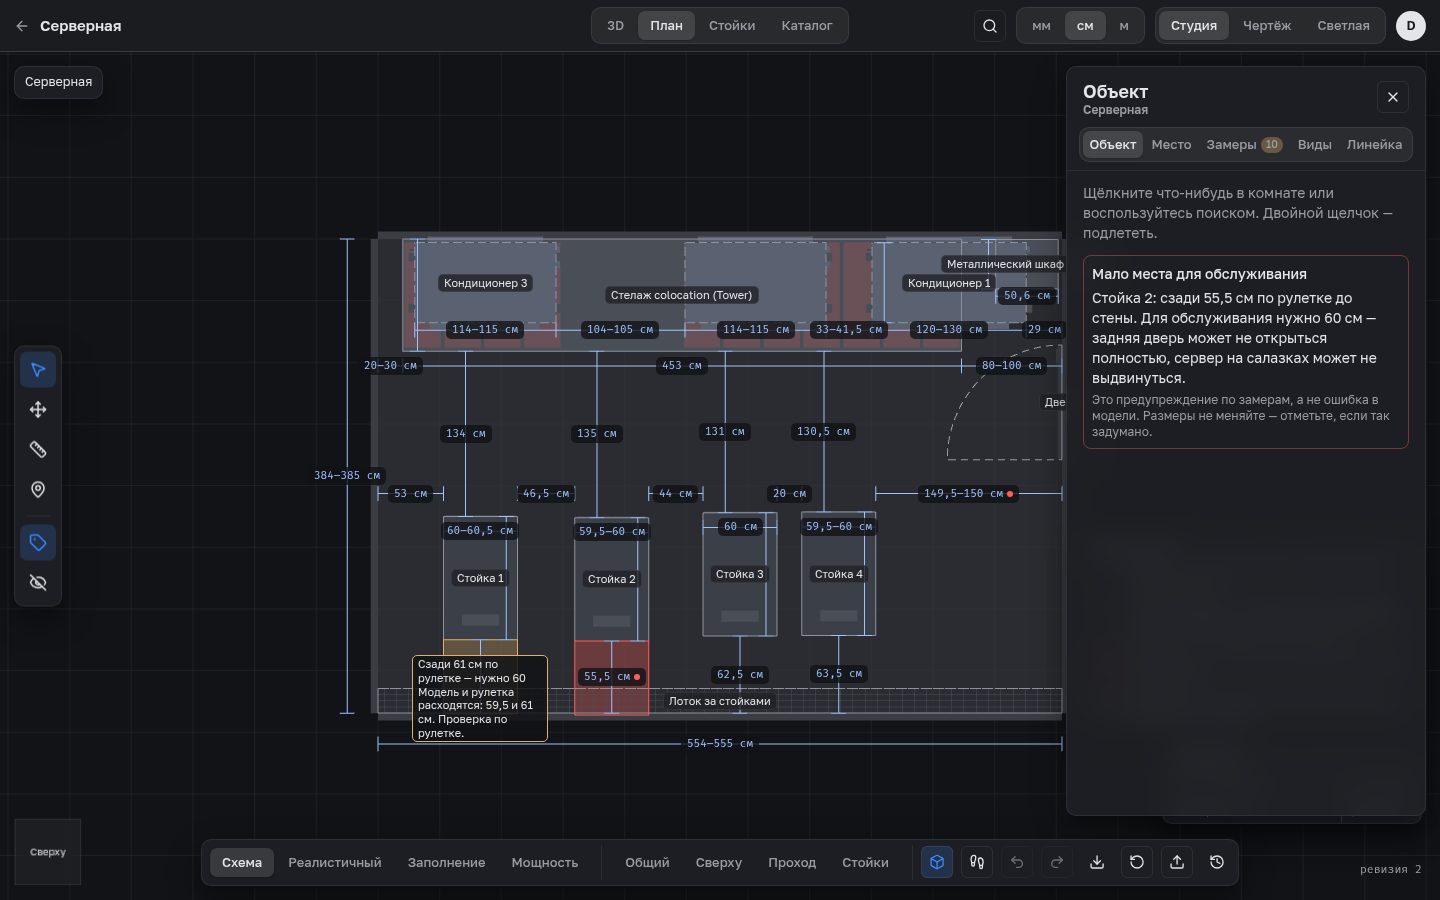 Серверная
3D План Стойки Каталог
мм см м
Студия Чертёж Светлая
D
Серверная
Объект
Серверная
Объект Место Замеры 10 Виды Линейка
Щёлкните что-нибудь в комнате или
воспользуйтесь поиском. Двойной щелчок —
подлететь.
Мало места для обслуживания
Стойка 2: сзади 55,5 см по рулетке до
стены. Для обслуживания нужно 60 см —
задняя дверь может не открыться
полностью, сервер на салазках может не
выдвинуться.
Это предупреждение по замерам, а не ошибка в
модели. Размеры не меняйте — отметьте, если так
задумано.
Металлический шкаф
Кондиционер 3
Кондиционер 1
Стелаж colocation (Tower)
50,6 см
114–115 см
104–105 см
114–115 см
33–41,5 см
120–130 см
29 см
20–30 см
453 см
80–100 см
Две
134 см
135 см
131 см
130,5 см
384–385 см
53 см
46,5 см
44 см
20 см
149,5–150 см
60–60,5 см
59,5–60 см
60 см
59,5–60 см
Стойка 1
Стойка 2
Стойка 3
Стойка 4
Сзади 61 см по
рулетке — нужно 60
Модель и рулетка
расходятся: 59,5 и 61
см. Проверка по
рулетке.
55,5 см
62,5 см
63,5 см
Лоток за стойками
554–555 см
Сверху
Схема Реалистичный Заполнение Мощность
Общий Сверху Проход Стойки
ревизия 2